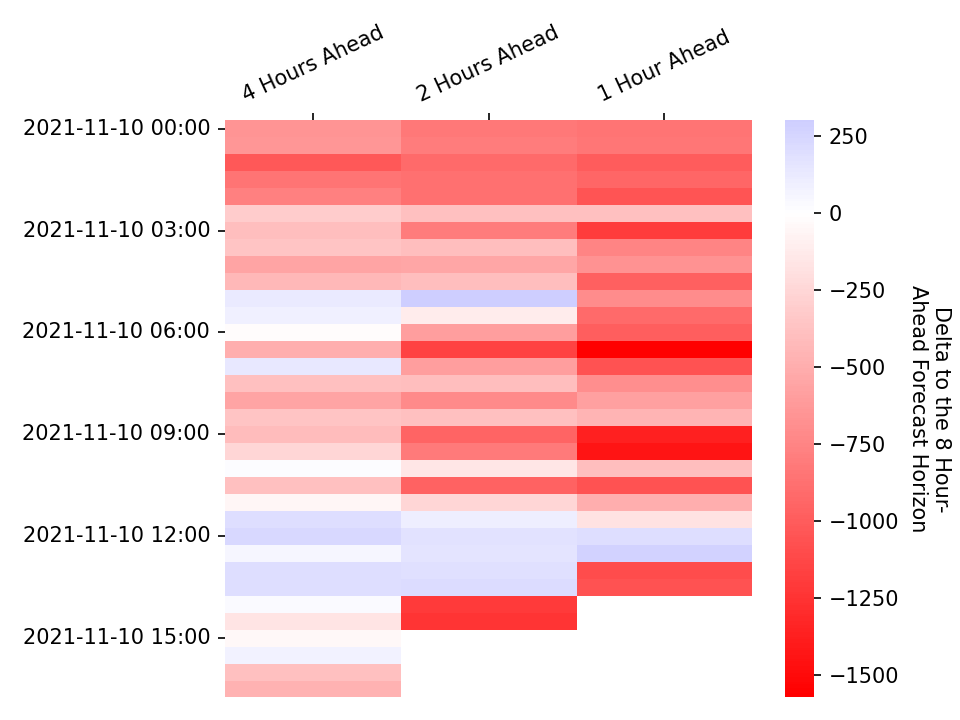 4 Hours Ahead
2 Hours Ahead
1 Hour Ahead
2021-11-10 00:00
2021-11-10 03:00
2021-11-10 06:00
2021-11-10 09:00
2021-11-10 12:00
2021-11-10 15:00
250
0
−250
−500
−750
−1000
−1250
−1500
Delta to the 8 Hour-
Ahead Forecast Horizon